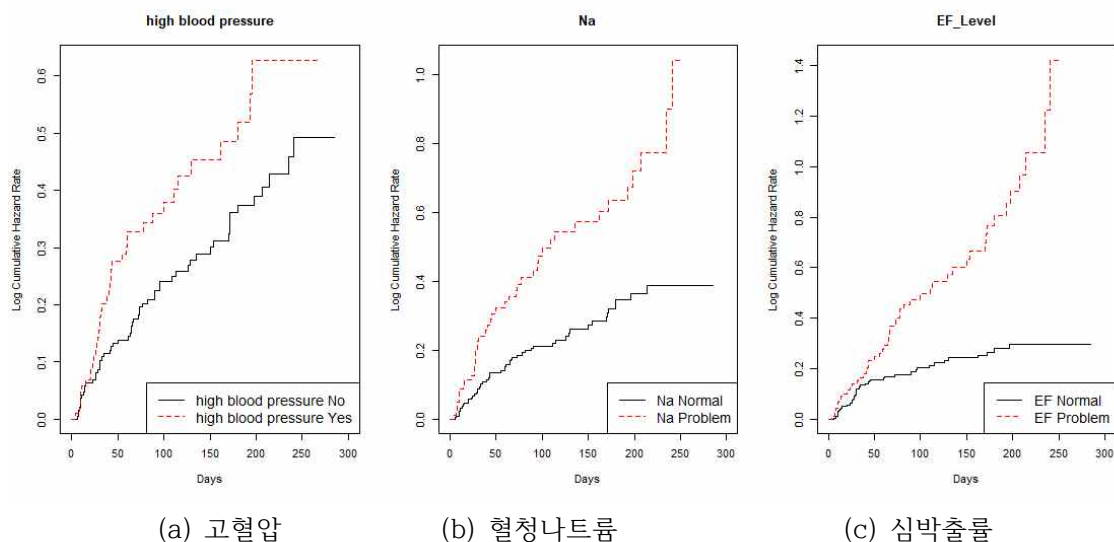 high blood pressure
Log Cumulative Hazard Rate
0.0 0.1 0.2 0.3 0.4 0.5 0.6
high blood pressure No
high blood pressure Yes
0 50 100 150 200 250 300
Days
Na
Log Cumulative Hazard Rate
0.0 0.2 0.4 0.6 0.8 1.0
Na Normal
Na Problem
0 50 100 150 200 250 300
Days
EF_Level
Log Cumulative Hazard Rate
0.0 0.2 0.4 0.6 0.8 1.0 1.2 1.4
EF Normal
EF Problem
0 50 100 150 200 250 300
Days
(a) 고혈압
(b) 혈청나트륨
(c) 심박출률